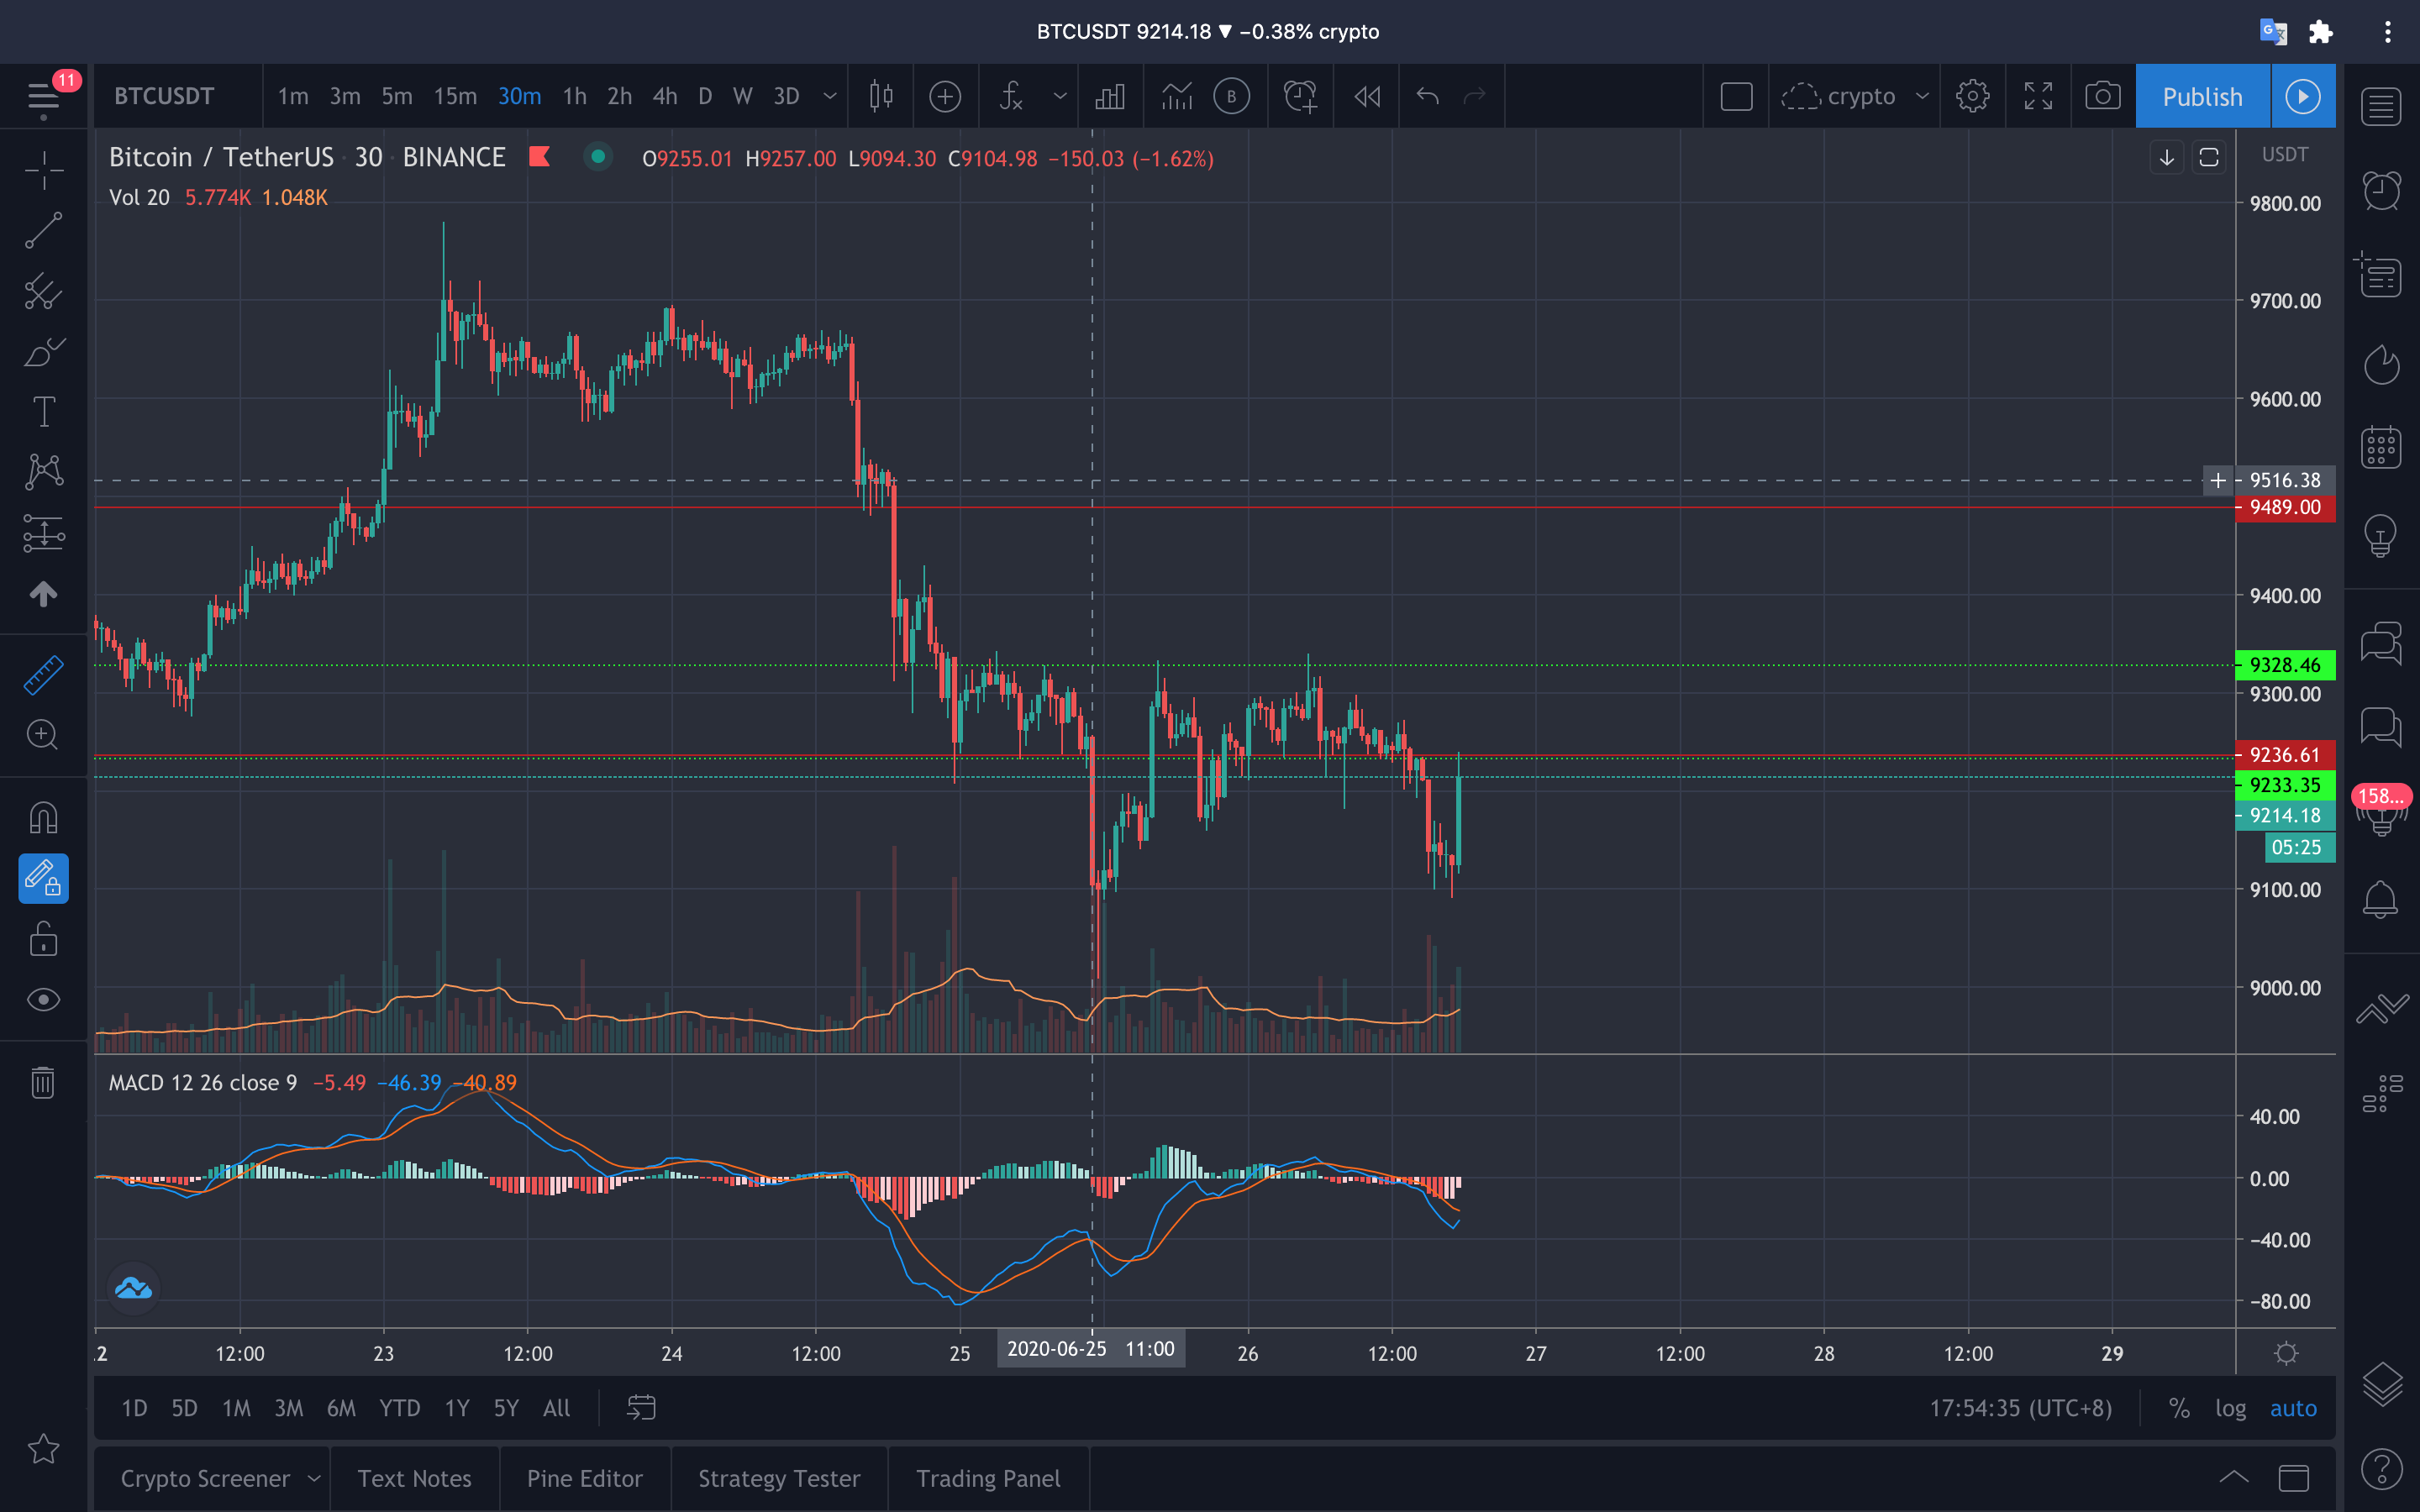 BTCUSDT 9214.18 ▼ −0.38% crypto
11
BTCUSDT 1m 3m 5m 15m 30m 1h 2h 4h D W 3D B crypto Publish
Bitcoin / TetherUS · 30 · BINANCE O9255.01 H9257.00 L9094.30 C9104.98 −150.03 (−1.62%)
Vol 20 5.774K 1.048K
USDT
9800.00
9700.00
9600.00
9516.38
9489.00
9400.00
9328.46
9300.00
9236.61
9233.35
9214.18
05:25
9100.00
9000.00
158...
MACD 12 26 close 9 −5.49 −46.39 −40.89
40.00
0.00
−40.00
−80.00
2 12:00 23 12:00 24 12:00 25 2020-06-25 11:00 26 12:00 27 12:00 28 12:00 29
1D 5D 1M 3M 6M YTD 1Y 5Y All 17:54:35 (UTC+8) % log auto
Crypto Screener Text Notes Pine Editor Strategy Tester Trading Panel